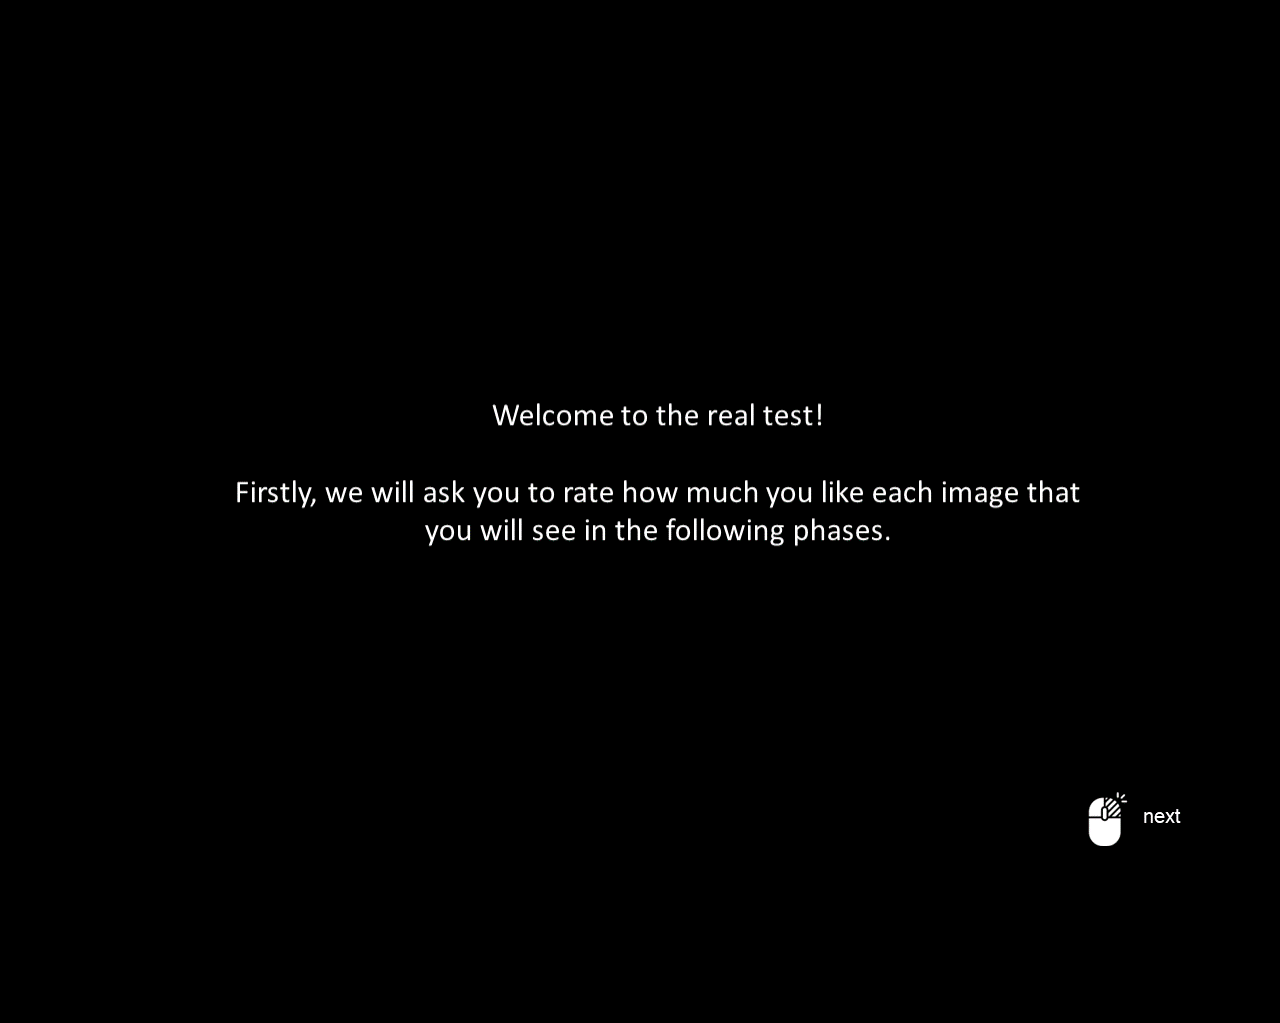 Welcome to the real test!
Firstly, we will ask you to rate how much you like each image that
you will see in the following phases.
next